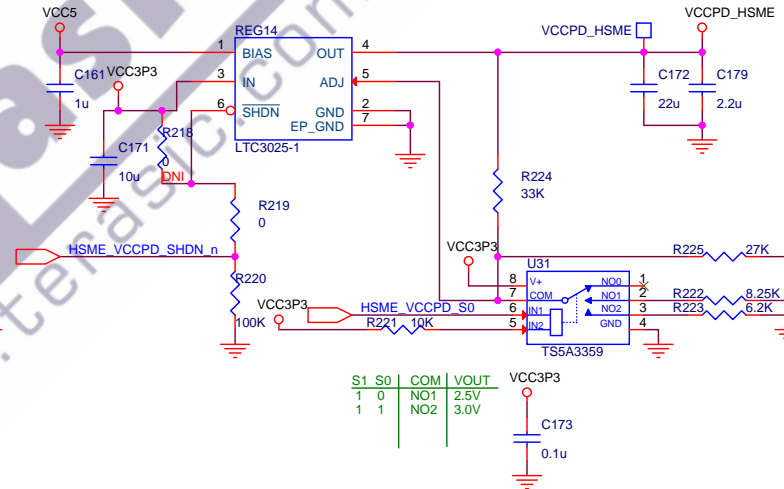 VCC5
VCCPD_HSME
VCCPD_HSME
REG14
1 BIAS OUT 4
C161 VCC3P3
1u
3 IN ADJ 5
C172
22u
C179
2.2u
6 SHDN GND 2
EP_GND 7
LTC3025-1
R218
0
DNI
C171
10u
R224
33K
R219
0
HSME_VCCPD_SHDN_n
VCC3P3
R225 27K
U31
R220
100K
8 V+ NO0 1
7 COM NO1 2 R222 8.25K
VCC3P3 HSME_VCCPD_S0 6 IN1 NO2 3 R223 6.2K
R221 10K 5 IN2 GND 4
TS5A3359
S1 S0 COM VOUT
1 0 NO1 2.5V
1 1 NO2 3.0V
VCC3P3
C173
0.1u
as
.terasic.com